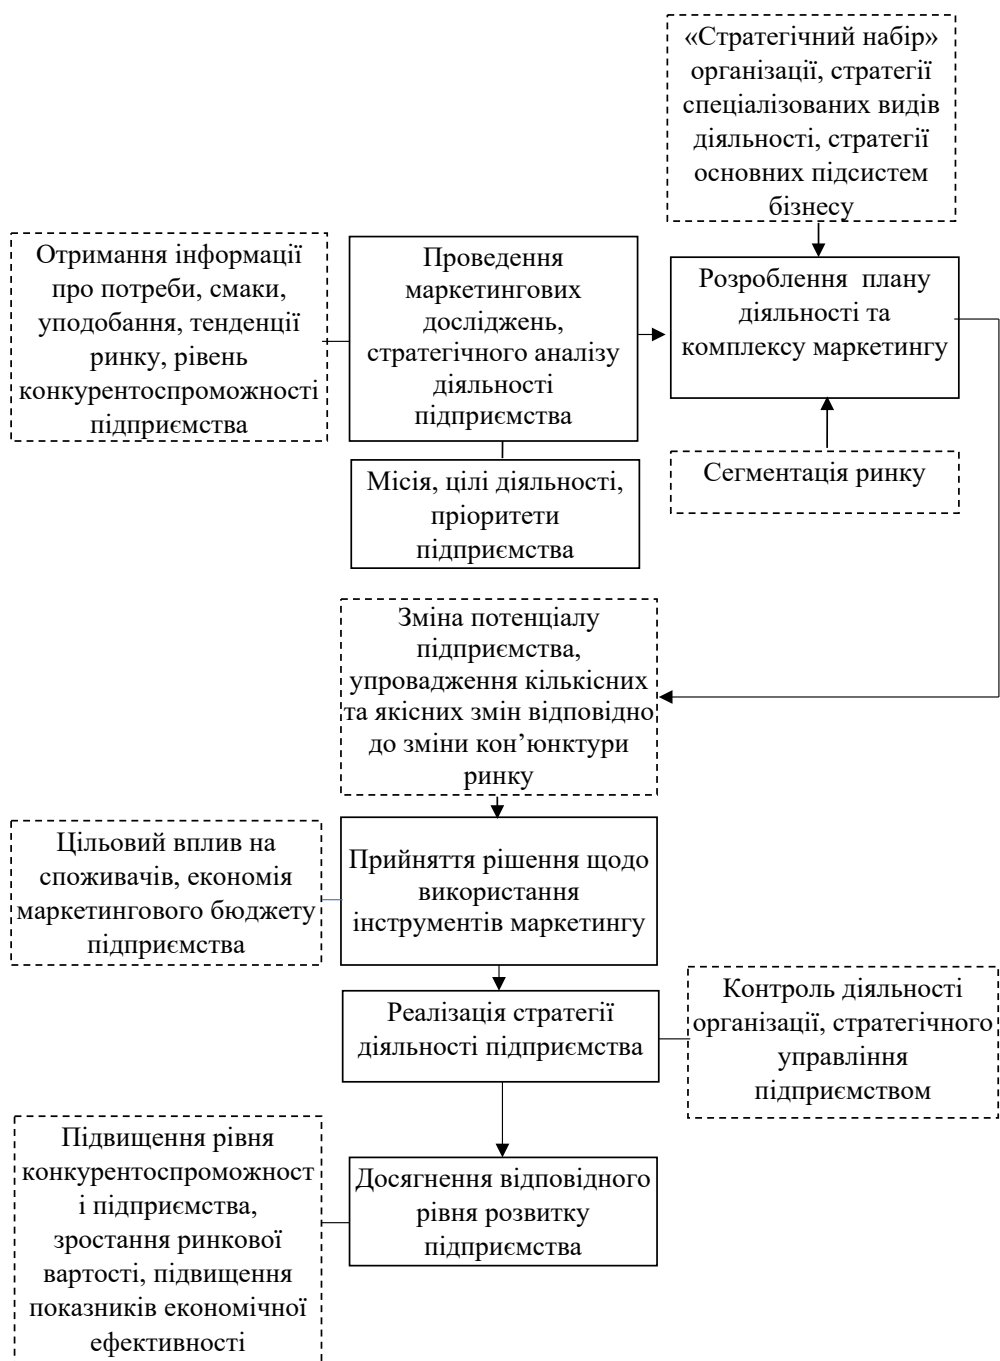 «Стратегічний набір»
організації, стратегії
спеціалізованих видів
діяльності, стратегії
основних підсистем
бізнесу
Отримання інформації
про потреби, смаки,
уподобання, тенденції
ринку, рівень
конкурентоспроможності
підприємства
Проведення
маркетингових
досліджень,
стратегічного аналізу
діяльності
підприємства
Розроблення плану
діяльності та
комплексу маркетингу
Місія, цілі діяльності,
пріоритети
підприємства
Сегментація ринку
Зміна потенціалу
підприємства,
упровадження кількісних
та якісних змін відповідно
до зміни кон’юнктури
ринку
Цільовий вплив на
споживачів, економія
маркетингового бюджету
підприємства
Прийняття рішення щодо
використання
інструментів маркетингу
Реалізація стратегії
діяльності підприємства
Контроль діяльності
організації, стратегічного
управління
підприємством
Підвищення рівня
конкурентоспроможност
і підприємства,
зростання ринкової
вартості, підвищення
показників економічної
ефективності
Досягнення відповідного
рівня розвитку
підприємства